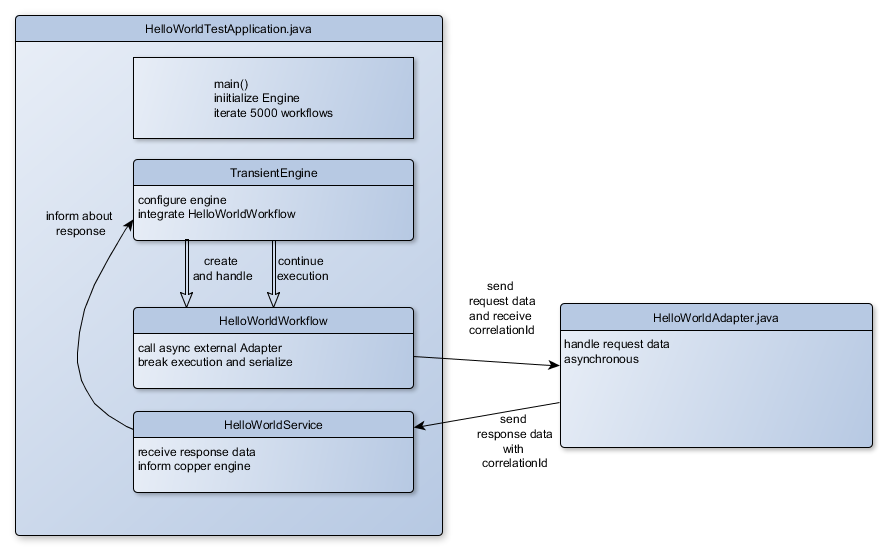 HelloWorldTestApplication.java
main()
iniitialize Engine
iterate 5000 workflows
TransientEngine
configure engine
integrate HelloWorldWorkflow
inform about
response
create
and handle
continue
execution
HelloWorldWorkflow
call async external Adapter
break execution and serialize
send
request data
and receive
correlationId
HelloWorldAdapter.java
handle request data
asynchronous
HelloWorldService
receive response data
inform copper engine
send
response data
with
correlationId